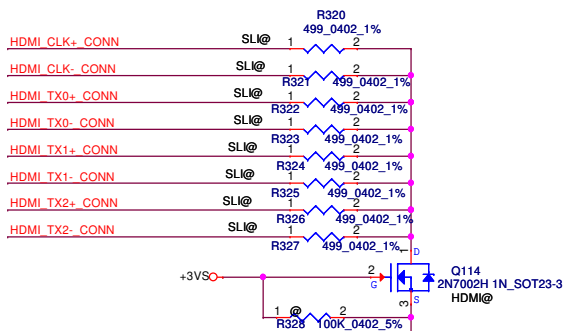 R320
499_0402_1%
HDMI_CLK+_CONN SLI@ 1 2
HDMI_CLK-_CONN SLI@ 1 2
R321 499_0402_1%
HDMI_TX0+_CONN SLI@ 1 2
R322 499_0402_1%
HDMI_TX0-_CONN SLI@ 1 2
R323 499_0402_1%
HDMI_TX1+_CONN SLI@ 1 2
R324 499_0402_1%
HDMI_TX1-_CONN SLI@ 1 2
R325 499_0402_1%
HDMI_TX2+_CONN SLI@ 1 2
R326 499_0402_1%
HDMI_TX2-_CONN SLI@ 1 2
R327 499_0402_1%
1 D
+3VS 2 G
Q114
2N7002H 1N_SOT23-3
HDMI@
3 S
1 @ 2
R328 100K_0402_5%